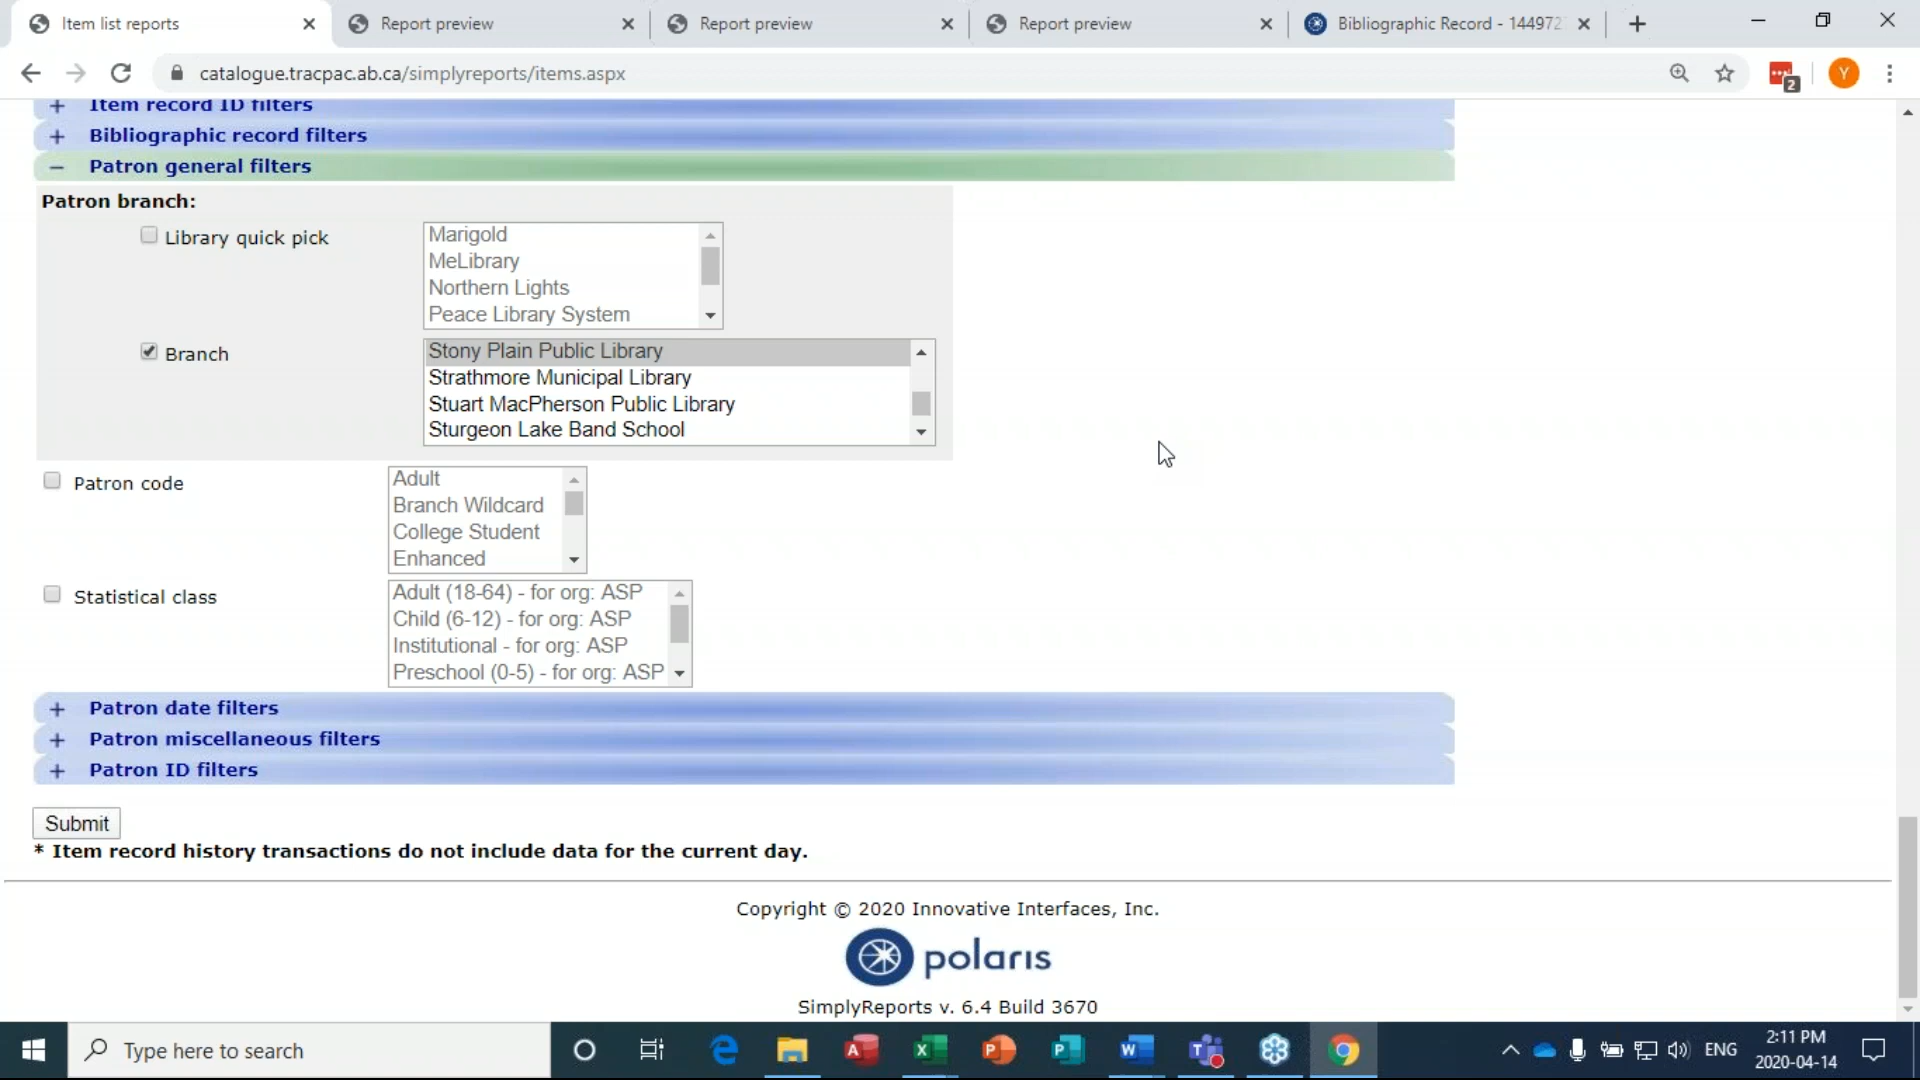 Item list reports
Report preview
Report preview
Report preview
Bibliographic Record - 144972
catalogue.tracpac.ab.ca/simplyreports/items.aspx
2
Y
+ Item record ID filters
+ Bibliographic record filters
− Patron general filters
Patron branch:
Library quick pick
Marigold
MeLibrary
Northern Lights
Peace Library System
Branch
Stony Plain Public Library
Strathmore Municipal Library
Stuart MacPherson Public Library
Sturgeon Lake Band School
Patron code
Adult
Branch Wildcard
College Student
Enhanced
Statistical class
Adult (18-64) - for org: ASP
Child (6-12) - for org: ASP
Institutional - for org: ASP
Preschool (0-5) - for org: ASP
+ Patron date filters
+ Patron miscellaneous filters
+ Patron ID filters
Submit
* Item record history transactions do not include data for the current day.
Copyright © 2020 Innovative Interfaces, Inc.
polaris
SimplyReports v. 6.4 Build 3670
Type here to search
ENG
2:11 PM
2020-04-14